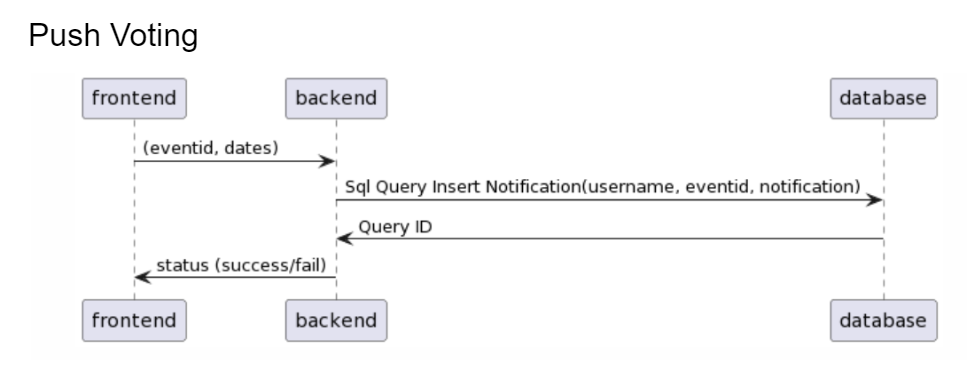 Push Voting
frontend
backend
database
(eventid, dates)
Sql Query Insert Notification(username, eventid, notification)
Query ID
status (success/fail)
frontend
backend
database